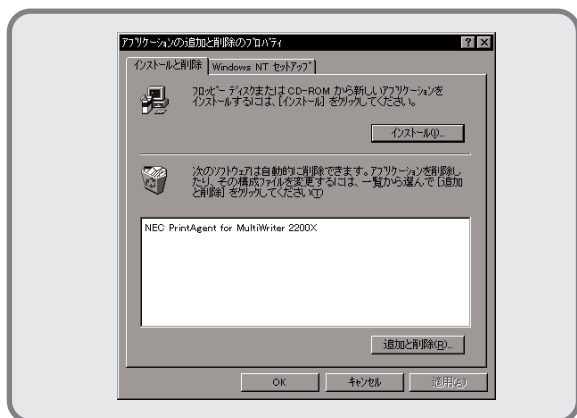 アプリケーションの追加と削除のプロパティ
インストールと削除
Windows NT セットアップ
フロッピー ディスクまたは CD-ROM から新しいアプリケーションを
インストールするには、[インストール] をクリックしてください。
インストール(I)...
次のソフトウェアは自動的に削除できます。アプリケーションを削除し
たり、その構成ファイルを変更するには、一覧から選んで [追加
と削除] をクリックしてください(T)
NEC PrintAgent for MultiWriter 2200X
追加と削除(R)...
OK
キャンセル
適用(A)